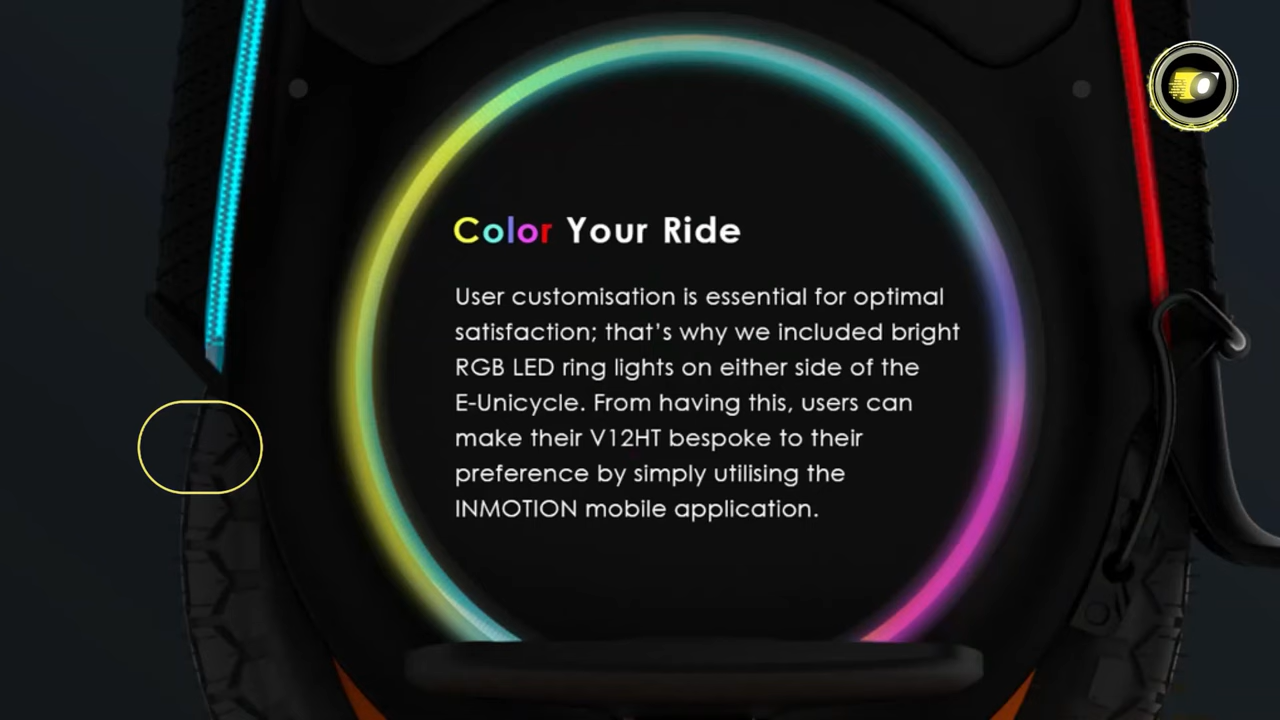 Color Your Ride
User customisation is essential for optimal
satisfaction; that's why we included bright
RGB LED ring lights on either side of the
E-Unicycle. From having this, users can
make their V12HT bespoke to their
preference by simply utilising the
INMOTION mobile application.